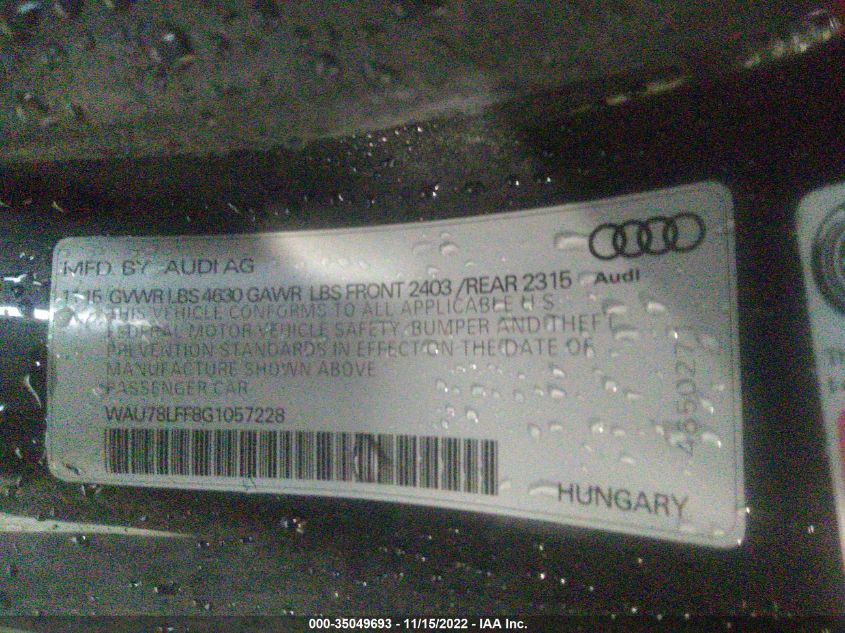 MFD. BY AUDI AG
Audi
11/15 GVWR LBS 4630 GAWR LBS FRONT 2403 /REAR 2315
THIS VEHICLE CONFORMS TO ALL APPLICABLE U.S.
FEDERAL MOTOR VEHICLE SAFETY, BUMPER AND THEFT
PREVENTION STANDARDS IN EFFECT ON THE DATE OF
MANUFACTURE SHOWN ABOVE
PASSENGER CAR
WAU78LFF8G1057228
HUNGARY
000-35049693 - 11/15/2022 - IAA Inc.